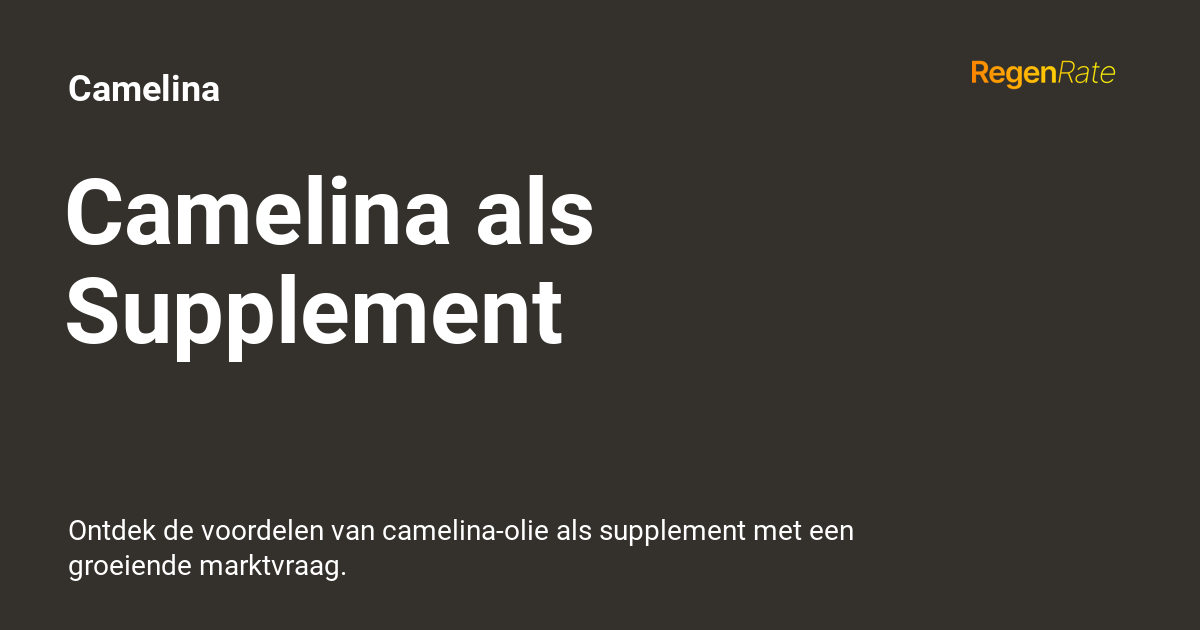 Camelina
RegenRate
Camelina als
Supplement
Ontdek de voordelen van camelina-olie als supplement met een
groeiende marktvraag.